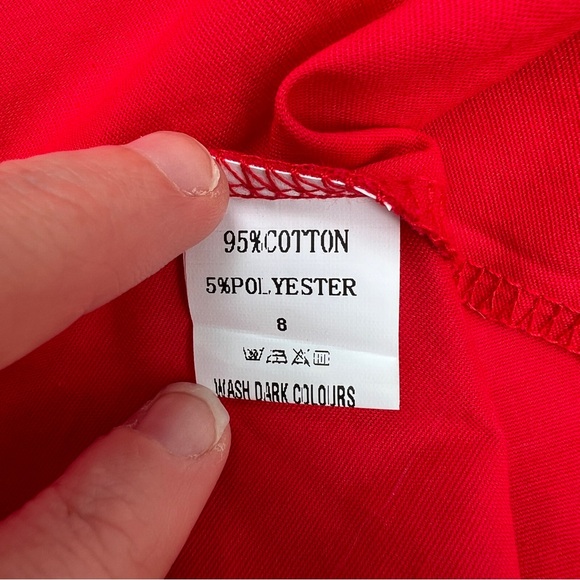 95%COTTON
5%POLYESTER
8
WASH DARK COLOURS